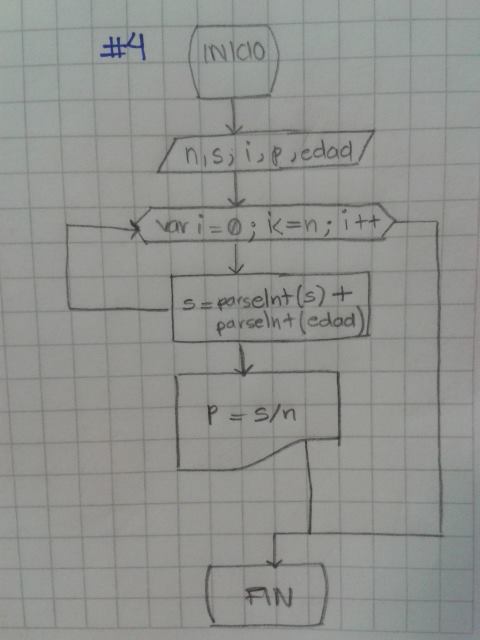 #4
INICIO
n,s; i, p, edad
var i=0; i<=n; i++
s=parseInt(s)+
parseInt(edad)
P = s/n
FIN